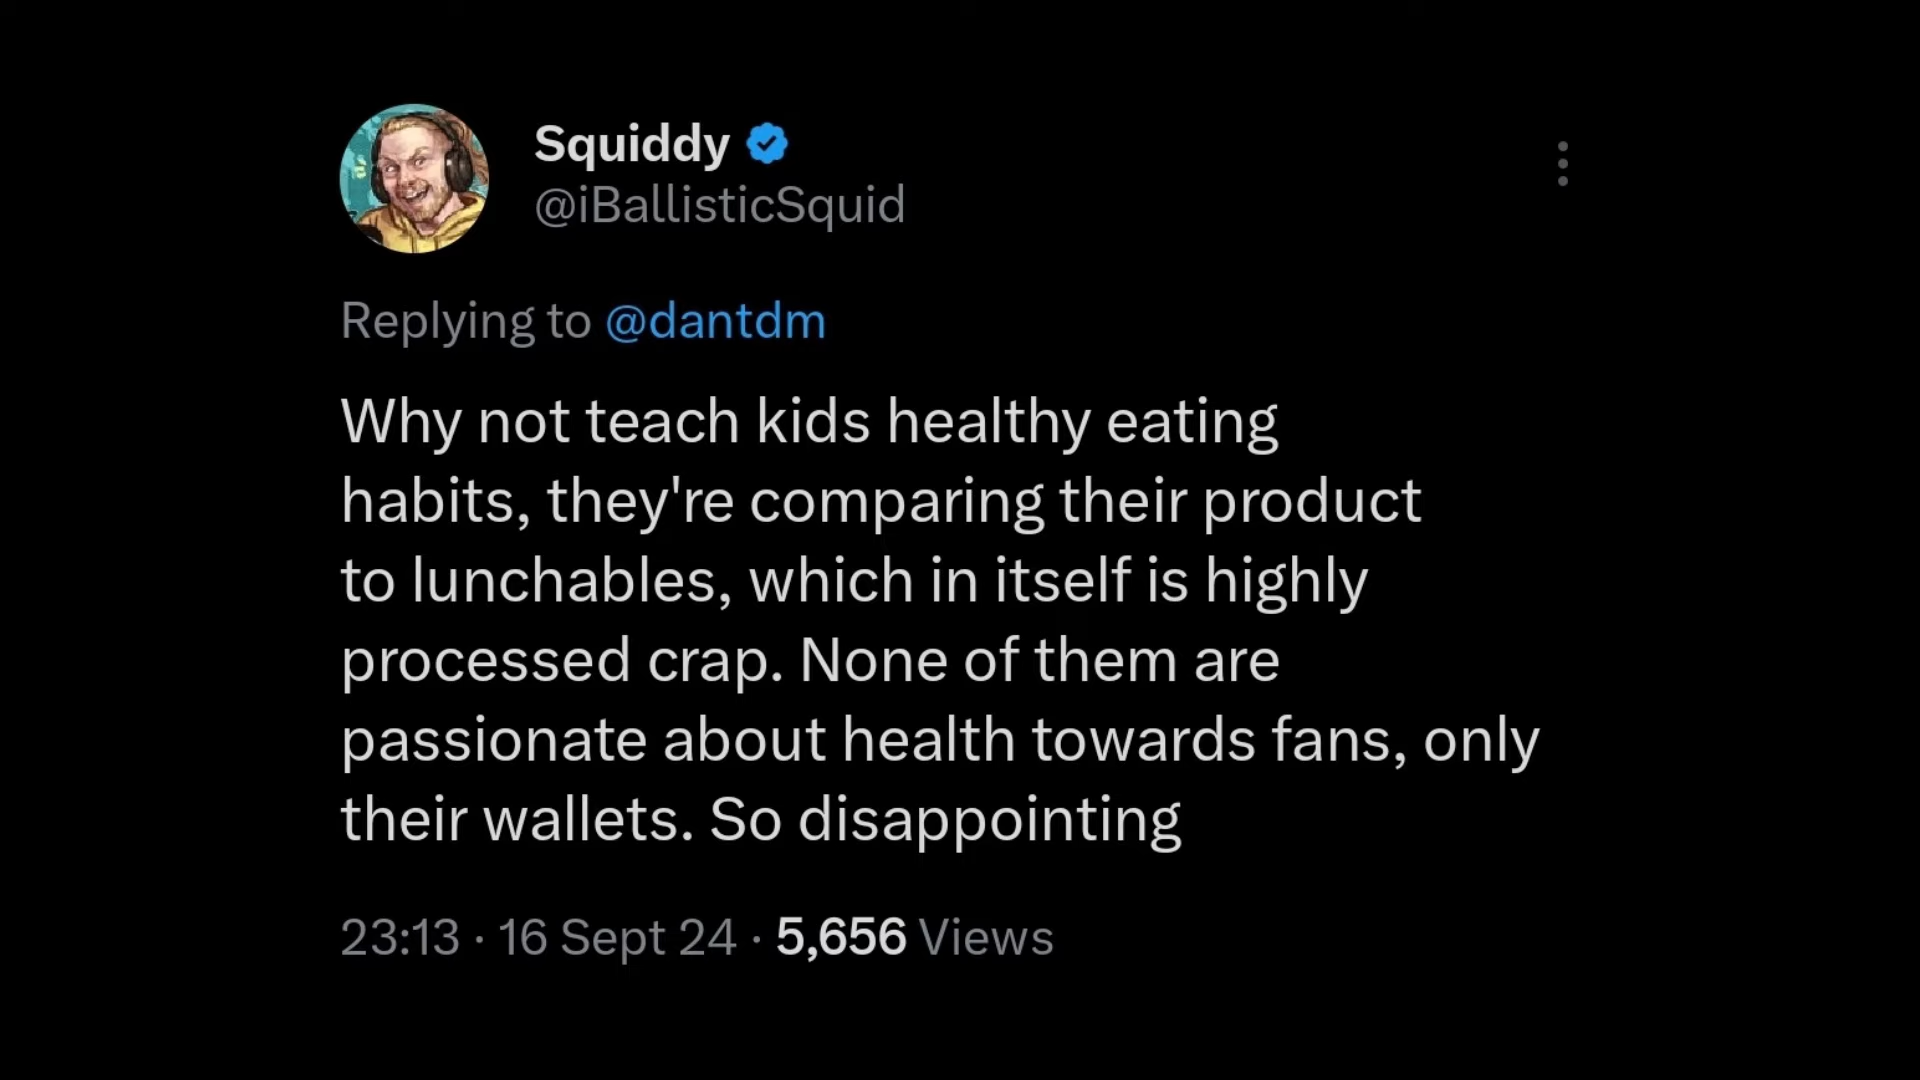 Squiddy
@iBallisticSquid
Replying to @dantdm
Why not teach kids healthy eating
habits, they're comparing their product
to lunchables, which in itself is highly
processed crap. None of them are
passionate about health towards fans, only
their wallets. So disappointing
23:13 · 16 Sept 24 · 5,656 Views